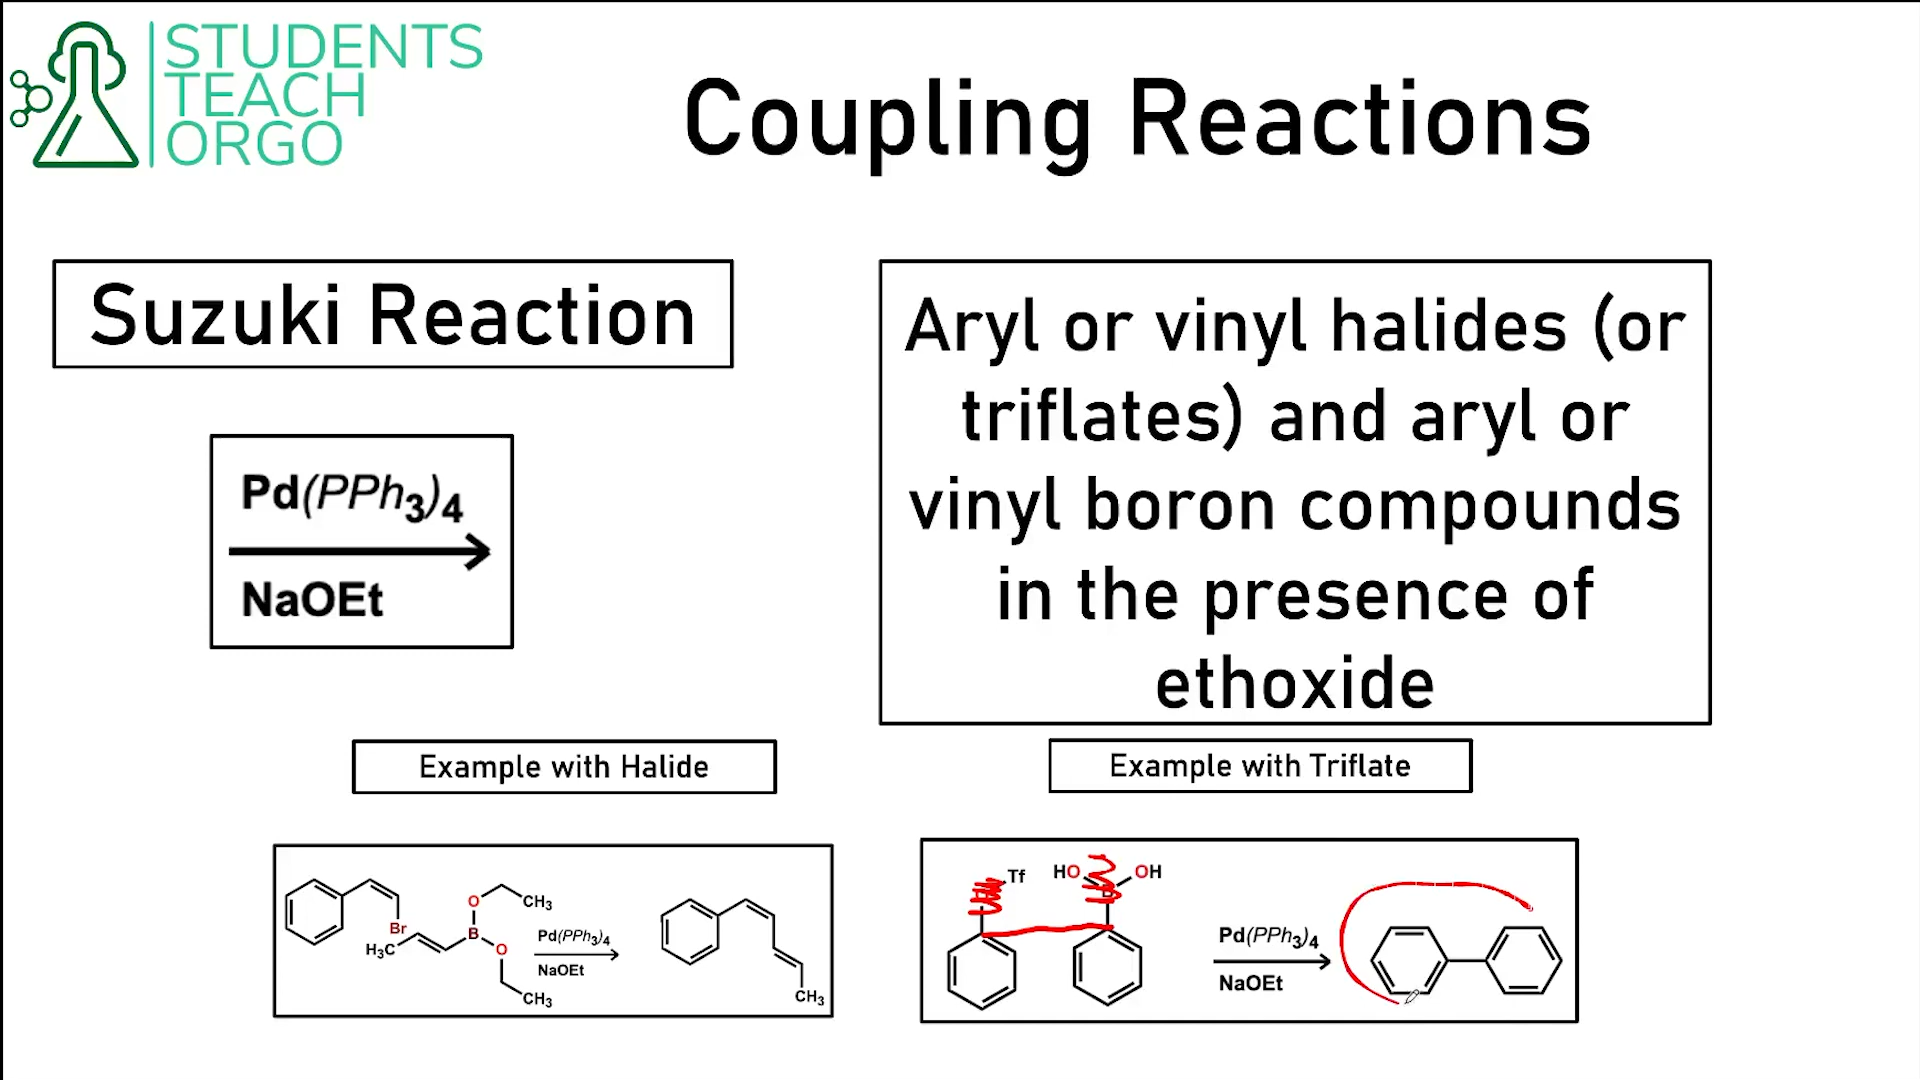 STUDENTS
TEACH
ORGO
Coupling Reactions
Suzuki Reaction
Pd(PPh3)4
NaOEt
Aryl or vinyl halides (or
triflates) and aryl or
vinyl boron compounds
in the presence of
ethoxide
Example with Halide
Br
H3C
B
O
CH3
O
CH3
Pd(PPh3)4
NaOEt
CH3
Example with Triflate
Tf
HO
OH
Pd(PPh3)4
NaOEt